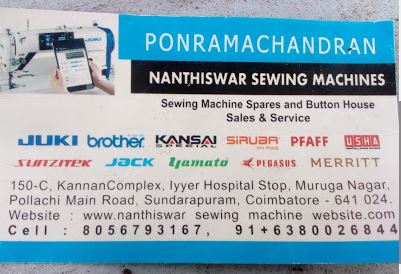 PONRAMACHANDRAN
NANTHISWAR SEWING MACHINES
Sewing Machine Spares and Button House
Sales & Service
JUKI brother KANSAI SPECIAL SIRUBA PFAFF USHA
SUNZITEK JACK Yamato PEGASUS MERRITT
150-C, KannanComplex, Iyyer Hospital Stop, Muruga Nagar,
Pollachi Main Road, Sundarapuram, Coimbatore - 641 024.
Website : www.nanthiswar sewing machine website.com
Cell : 8056793167, 91+6380026844